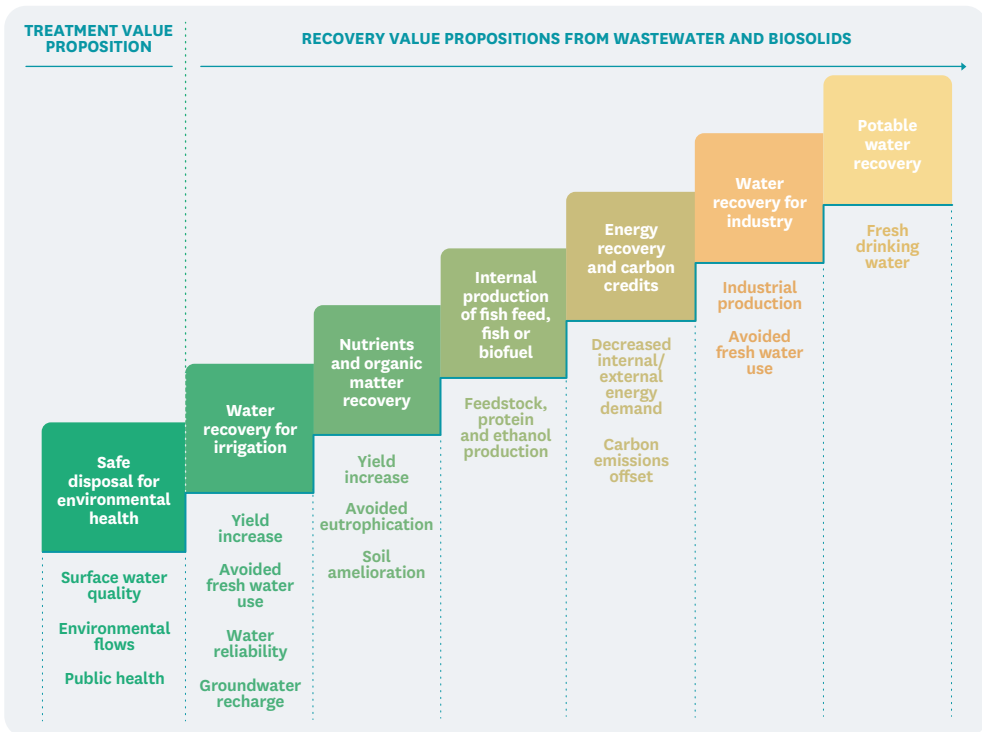 TREATMENT VALUE
PROPOSITION
RECOVERY VALUE PROPOSITIONS FROM WASTEWATER AND BIOSOLIDS
Safe
disposal for
environmental
health
Surface water
quality
Environmental
flows
Public health
Water
recovery for
irrigation
Yield
increase
Avoided
fresh water
use
Water
reliability
Groundwater
recharge
Nutrients
and organic
matter
recovery
Yield
increase
Avoided
eutrophication
Soil
amelioration
Internal
production
of fish feed,
fish or
biofuel
Feedstock,
protein
and ethanol
production
Energy
recovery
and carbon
credits
Decreased
internal/
external
energy
demand
Carbon
emissions
offset
Water
recovery for
industry
Industrial
production
Avoided
fresh water
use
Potable
water
recovery
Fresh
drinking
water